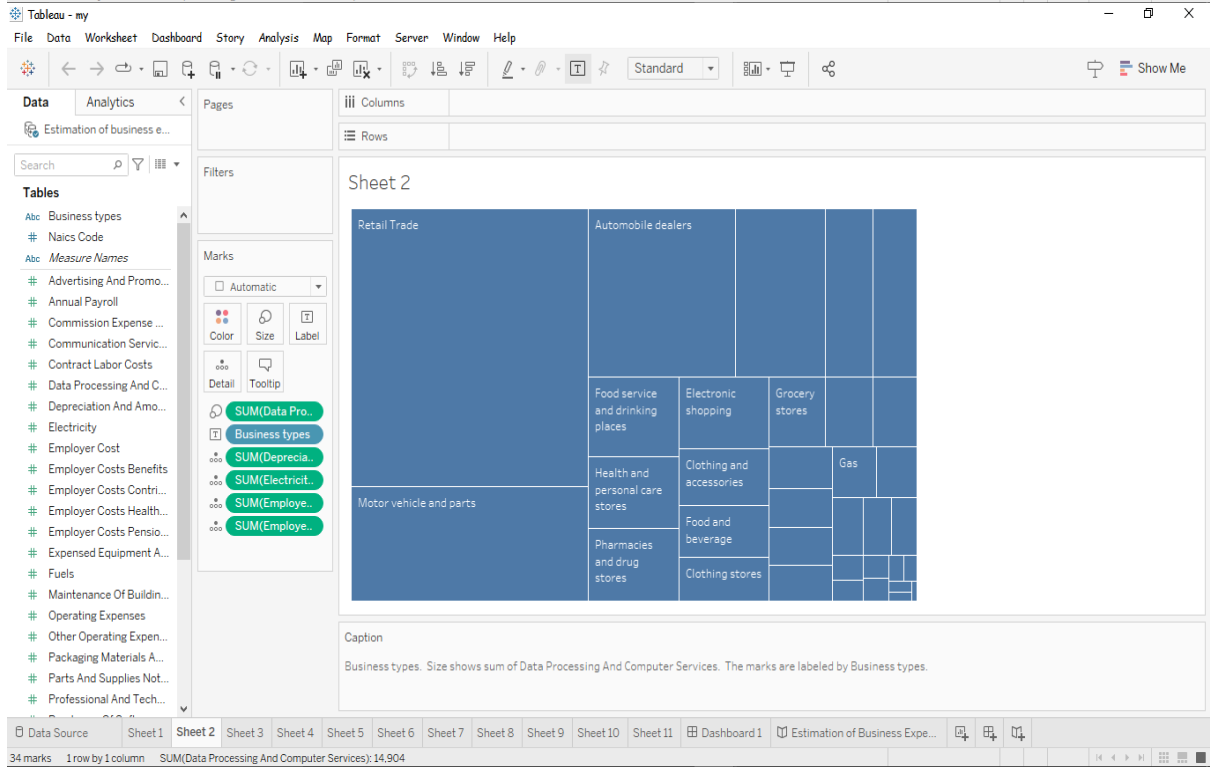 Tableau - my
File Data Worksheet Dashboard Story Analysis Map Format Server Window Help
Standard
Show Me
Data Analytics
Estimation of business e...
Search
Tables
Abc Business types
# Naics Code
Abc Measure Names
# Advertising And Promo...
# Annual Payroll
# Commission Expense ...
# Communication Servic...
# Contract Labor Costs
# Data Processing And C...
# Depreciation And Amo...
# Electricity
# Employer Cost
# Employer Costs Benefits
# Employer Costs Contri...
# Employer Costs Health...
# Employer Costs Pensio...
# Expensed Equipment A...
# Fuels
# Maintenance Of Buildin...
# Operating Expenses
# Other Operating Expen...
# Packaging Materials A...
# Parts And Supplies Not...
# Professional And Tech...
Pages
Filters
Marks
Automatic
Color Size Label
Detail Tooltip
SUM(Data Pro..
Business types
SUM(Deprecia..
SUM(Electricit..
SUM(Employe..
SUM(Employe..
Columns
Rows
Sheet 2
Retail Trade
Motor vehicle and parts
Automobile dealers
Food service
and drinking
places
Health and
personal care
stores
Pharmacies
and drug
stores
Electronic
shopping
Clothing and
accessories
Food and
beverage
Clothing stores
Grocery
stores
Gas
Caption
Business types. Size shows sum of Data Processing And Computer Services. The marks are labeled by Business types.
Data Source Sheet 1 Sheet 2 Sheet 3 Sheet 4 Sheet 5 Sheet 6 Sheet 7 Sheet 8 Sheet 9 Sheet 10 Sheet 11 Dashboard 1 Estimation of Business Expe...
34 marks 1 row by 1 column SUM(Data Processing And Computer Services): 14,904